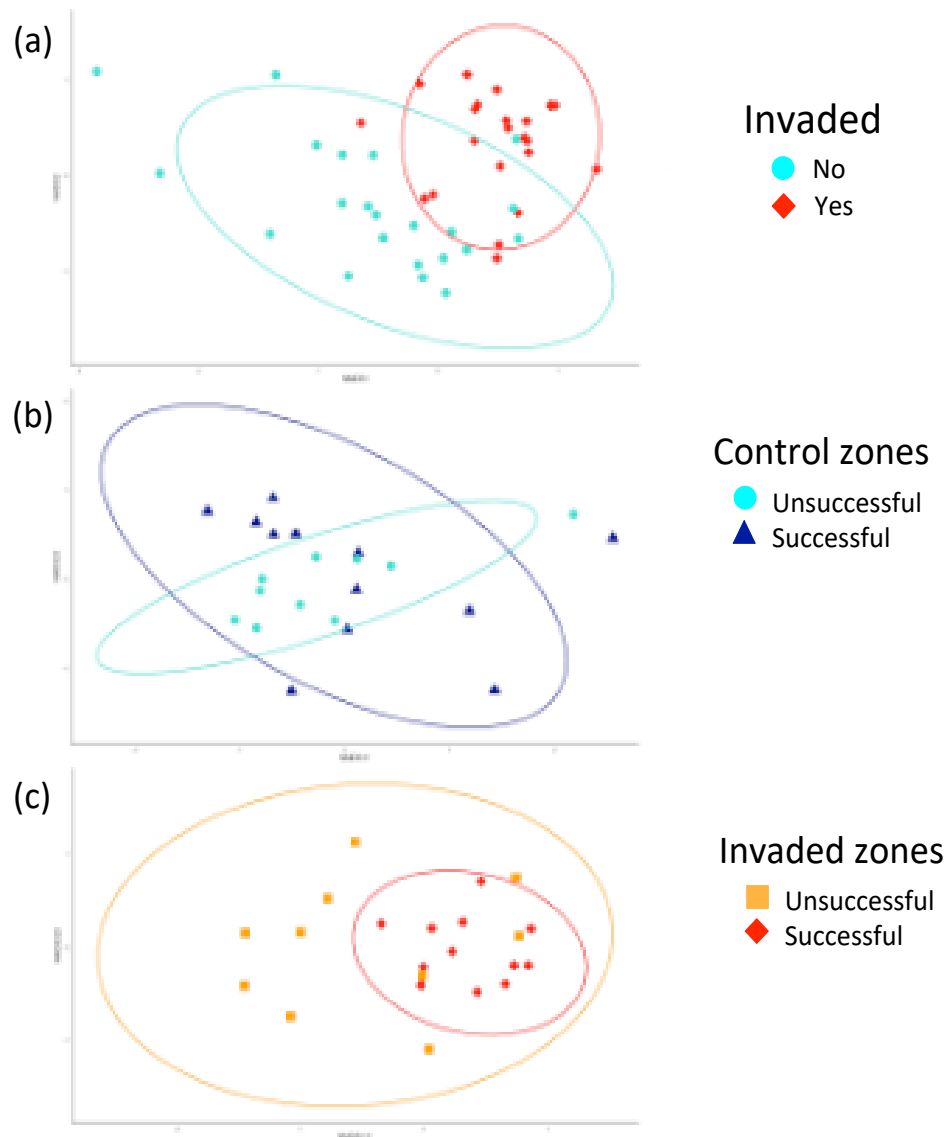 (a)
Invaded
No
Yes
(b)
Control zones
Unsuccessful
Successful
(c)
Invaded zones
Unsuccessful
Successful